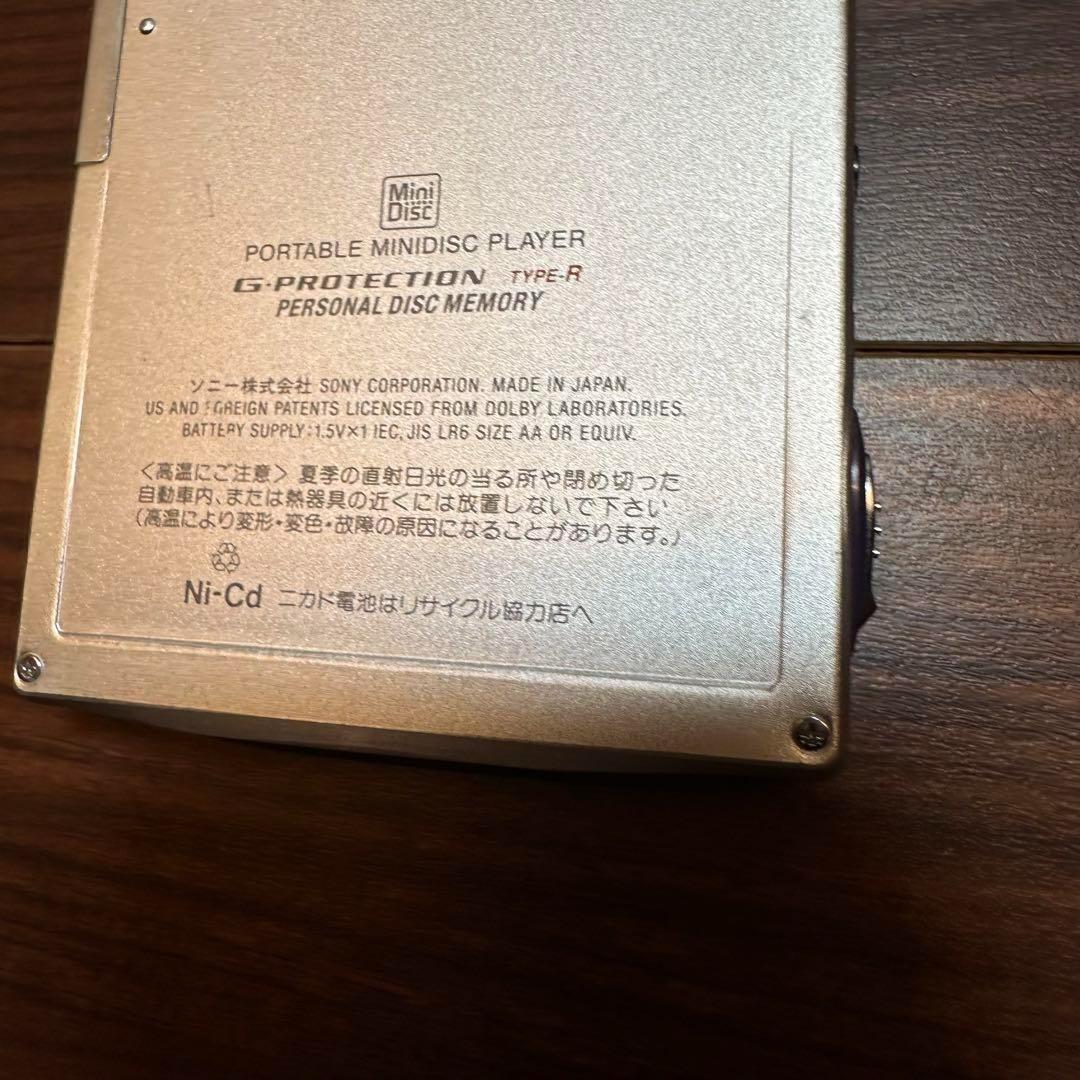 Mini
Disc
PORTABLE MINIDISC PLAYER
G·PROTECTION TYPE-R
PERSONAL DISC MEMORY
ソニー株式会社 SONY CORPORATION. MADE IN JAPAN.
US AND FOREIGN PATENTS LICENSED FROM DOLBY LABORATORIES.
BATTERY SUPPLY:1.5V×1 IEC, JIS LR6 SIZE AA OR EQUIV.
<高温にご注意> 夏季の直射日光の当る所や閉め切った
自動車内、または熱器具の近くには放置しないで下さい
(高温により変形・変色・故障の原因になることがあります。)
Ni-Cd ニカド電池はリサイクル協力店へ